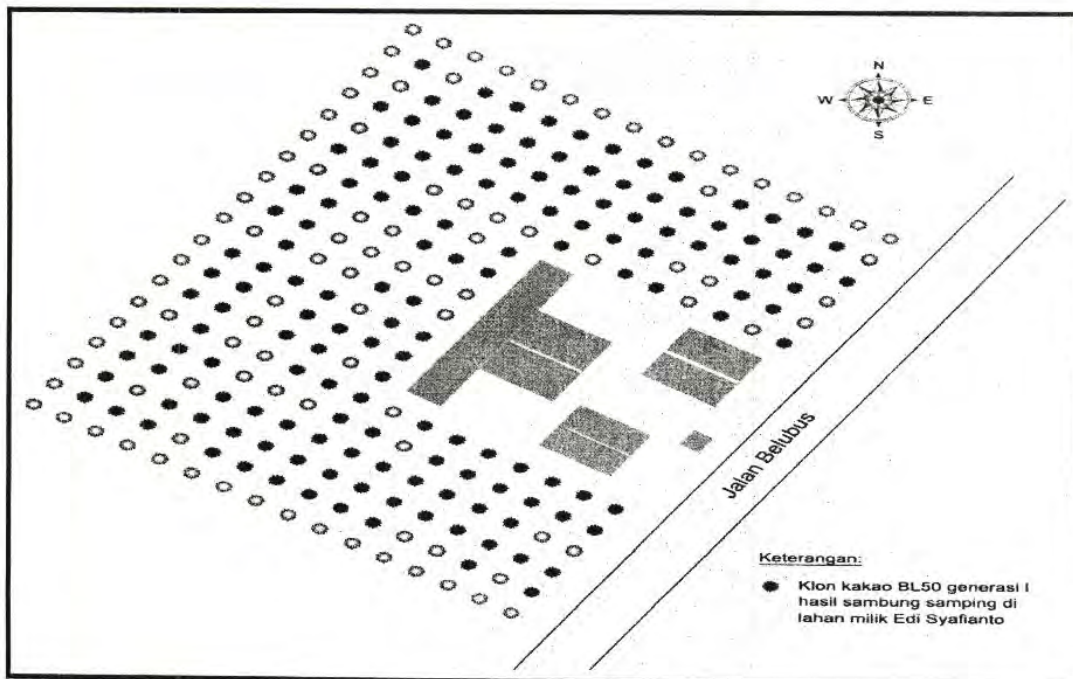 N
W E
S
Jalan Belubus
Keterangan:
Klon kakao BL50 generasi I
hasil sambung samping di
lahan milik Edi Syafianto